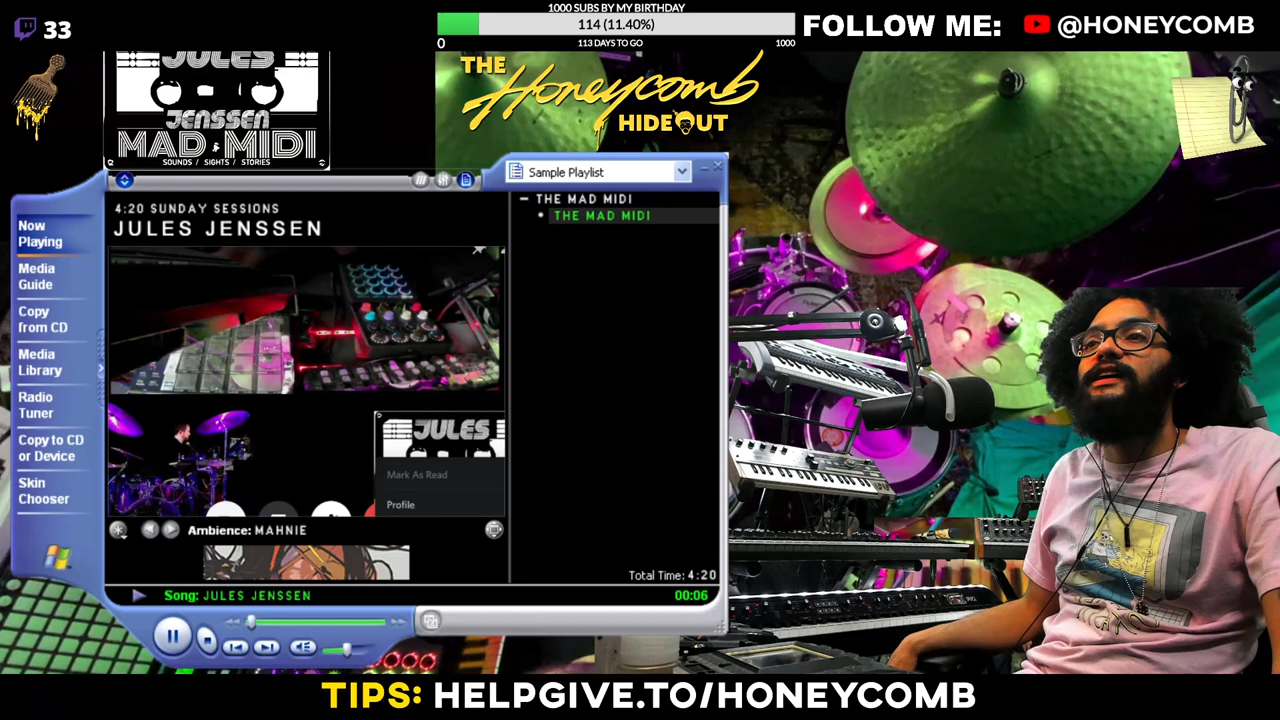 33
1000 SUBS BY MY BIRTHDAY
114 (11.40%)
0
113 DAYS TO GO
1000
FOLLOW ME:
@HONEYCOMB
JULES
JENSSEN
MAD MIDI
SOUNDS / SIGHTS / STORIES
THE
Honeycomb
HIDEOUT
Sample Playlist
4:20 SUNDAY SESSIONS
JULES JENSSEN
THE MAD MIDI
THE MAD MIDI
Now
Playing
Media
Guide
Copy
from CD
Media
Library
Radio
Tuner
Copy to CD
or Device
Skin
Chooser
JULES
Mark As Read
Profile
Ambience: MAHNIE
Total Time: 4:20
Song: JULES JENSSEN
00:06
TIPS: HELPGIVE.TO/HONEYCOMB